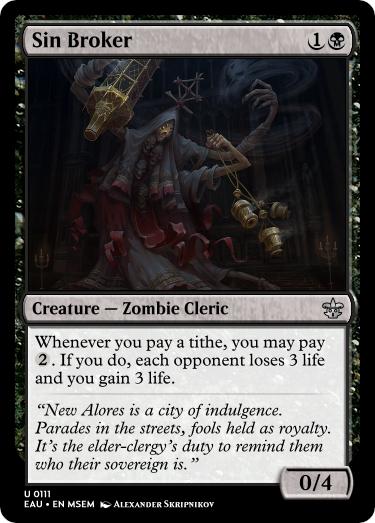 Sin Broker 1
Creature — Zombie Cleric
Whenever you pay a tithe, you may pay
2. If you do, each opponent loses 3 life
and you gain 3 life.
“New Alores is a city of indulgence.
Parades in the streets, fools held as royalty.
It’s the elder-clergy’s duty to remind them
who their sovereign is.”
0/4
U 0111
EAU • EN MSEM Alexander Skripnikov